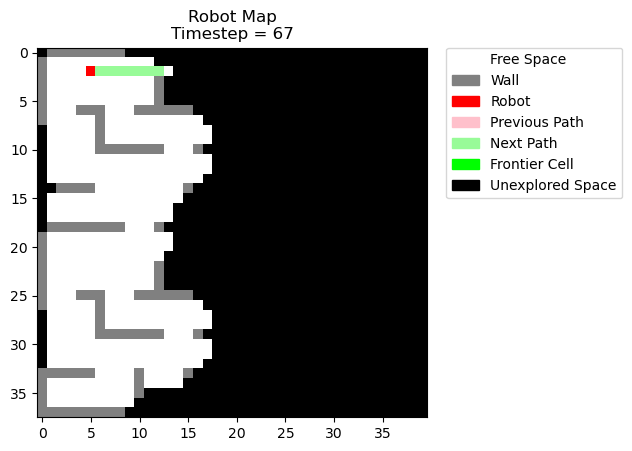 Robot Map
Timestep = 67
0
5
10
15
20
25
30
35
0
5
10
15
20
25
30
35
Free Space
Wall
Robot
Previous Path
Next Path
Frontier Cell
Unexplored Space